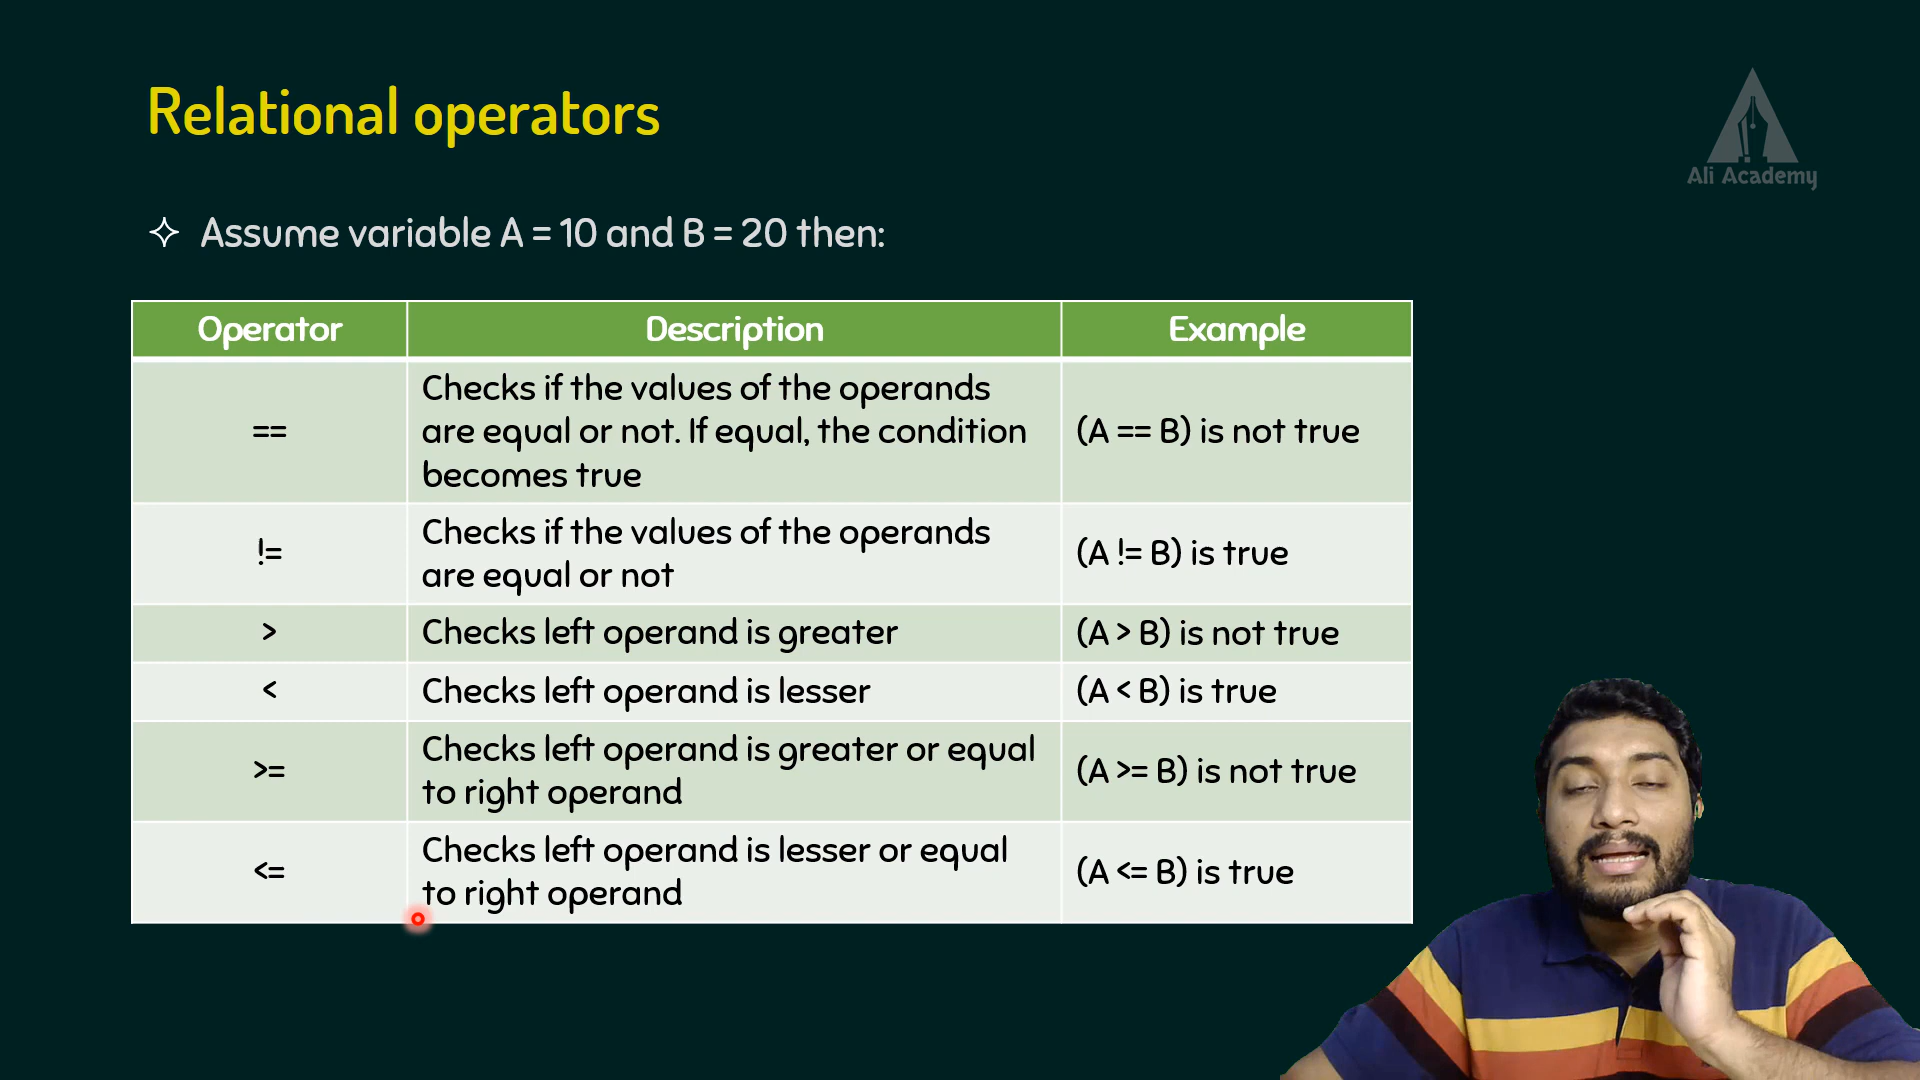 Relational operators
Ali Academy
Assume variable A = 10 and B = 20 then:
Operator Description Example
== Checks if the values of the operands are equal or not. If equal, the condition becomes true (A == B) is not true
!= Checks if the values of the operands are equal or not (A != B) is true
> Checks left operand is greater (A > B) is not true
< Checks left operand is lesser (A < B) is true
>= Checks left operand is greater or equal to right operand (A >= B) is not true
<= Checks left operand is lesser or equal to right operand (A <= B) is true